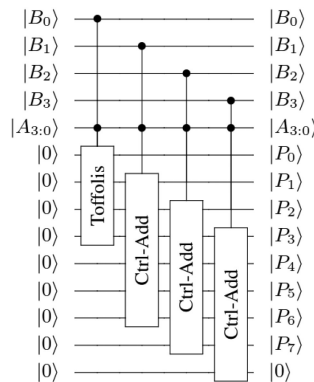 |B₀⟩ |B₀⟩
|B₁⟩ |B₁⟩
|B₂⟩ |B₂⟩
|B₃⟩ |B₃⟩
|A₃:₀⟩ |A₃:₀⟩
|0⟩ |P₀⟩
|0⟩ |P₁⟩
|0⟩ |P₂⟩
|0⟩ |P₃⟩
|0⟩ |P₄⟩
|0⟩ |P₅⟩
|0⟩ |P₆⟩
|0⟩ |P₇⟩
|0⟩ |0⟩
Toffolis
Ctrl-Add
Ctrl-Add
Ctrl-Add